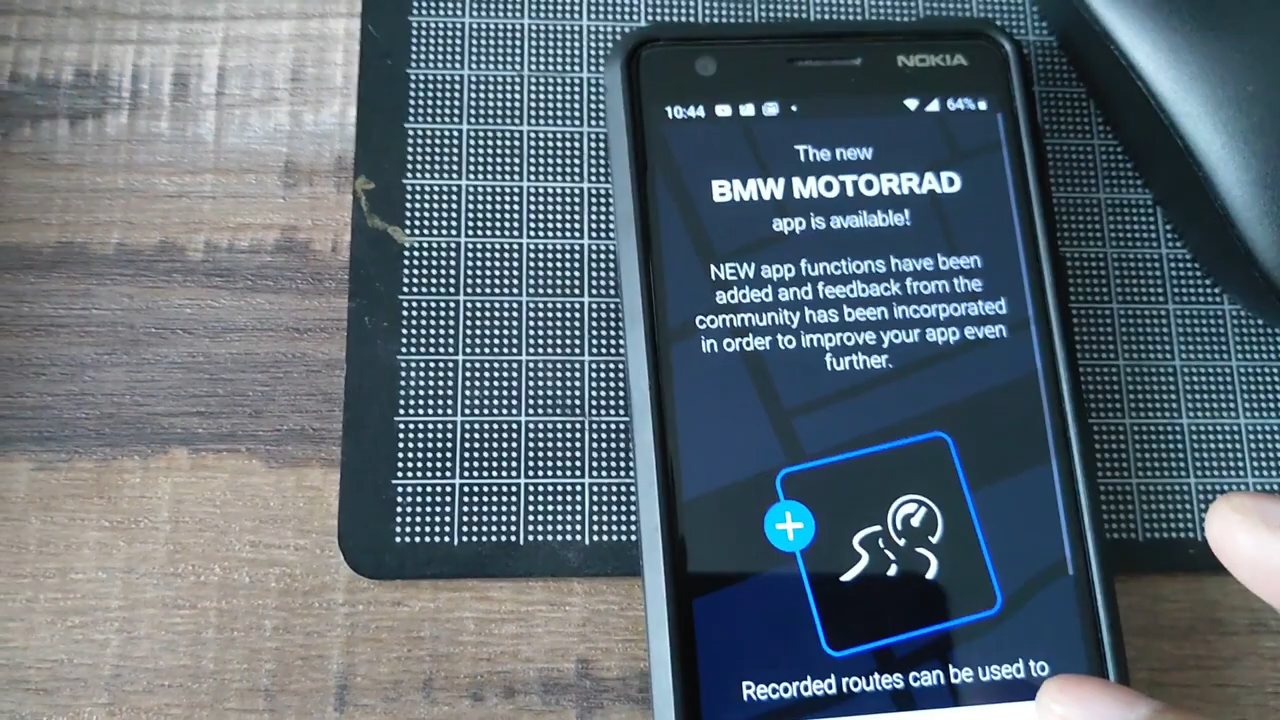 NOKIA
10:44
64%
The new
BMW MOTORRAD
app is available!
NEW app functions have been
added and feedback from the
community has been incorporated
in order to improve your app even
further.
Recorded routes can be used to